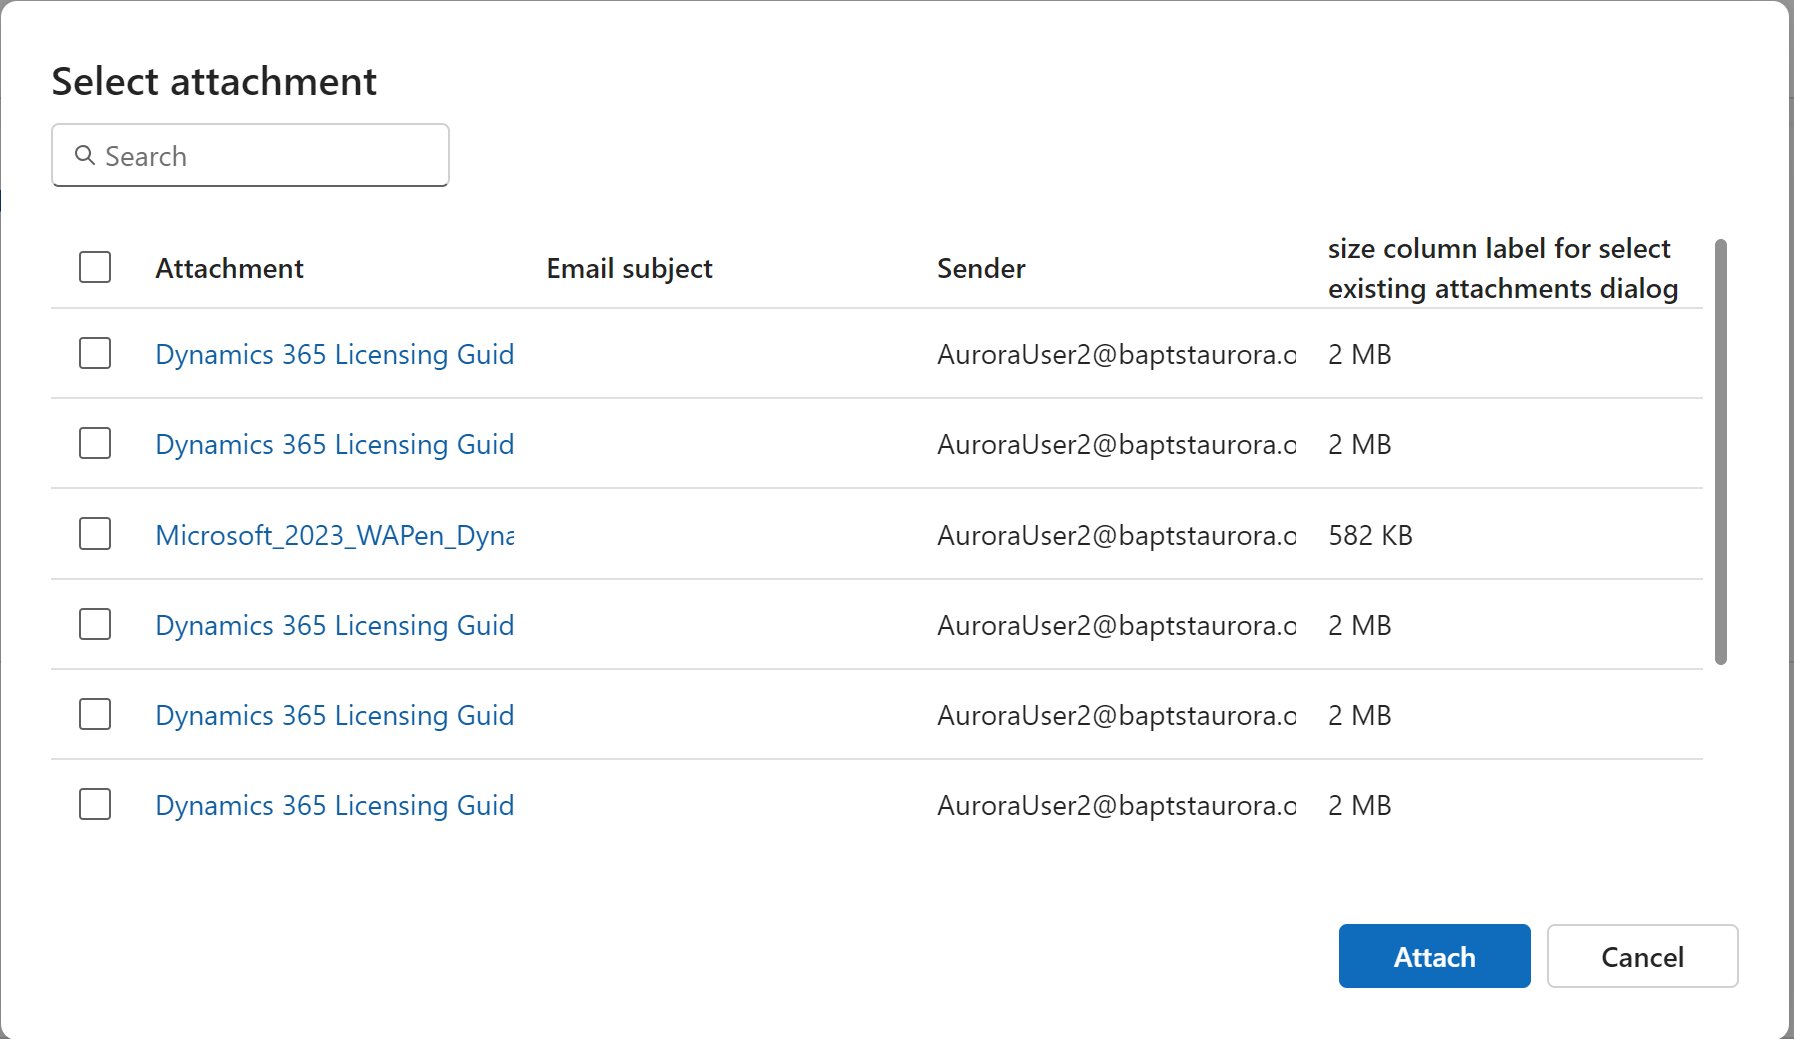 Select attachment
Search
Attachment Email subject Sender size column label for select existing attachments dialog
Dynamics 365 Licensing Guid AuroraUser2@baptstaurora.o 2 MB
Dynamics 365 Licensing Guid AuroraUser2@baptstaurora.o 2 MB
Microsoft_2023_WAPen_Dyna AuroraUser2@baptstaurora.o 582 KB
Dynamics 365 Licensing Guid AuroraUser2@baptstaurora.o 2 MB
Dynamics 365 Licensing Guid AuroraUser2@baptstaurora.o 2 MB
Dynamics 365 Licensing Guid AuroraUser2@baptstaurora.o 2 MB
Attach Cancel